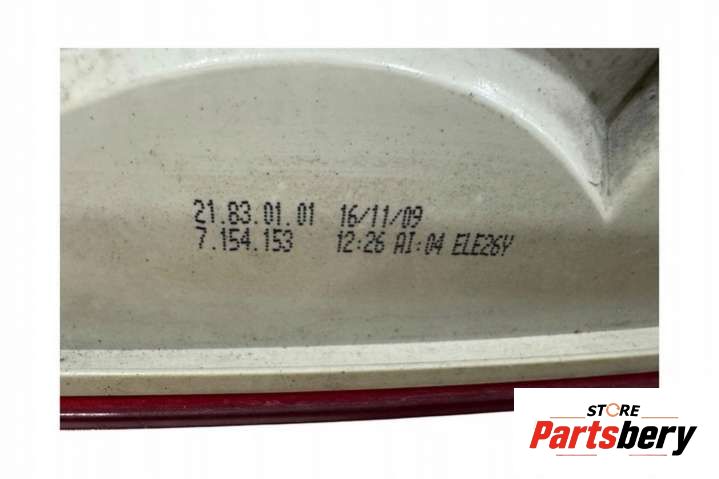 21.83.01.01 16/11/09
7.154.153 12:26 AI:04 ELE26Y
STORE
Partsbery